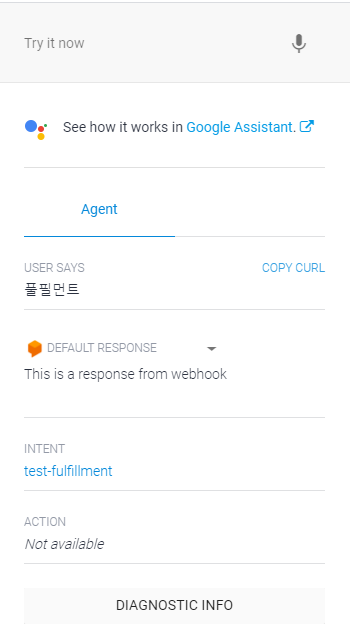 Try it now
See how it works in Google Assistant.
Agent
USER SAYS COPY CURL
풀필먼트
DEFAULT RESPONSE
This is a response from webhook
INTENT
test-fulfillment
ACTION
Not available
DIAGNOSTIC INFO